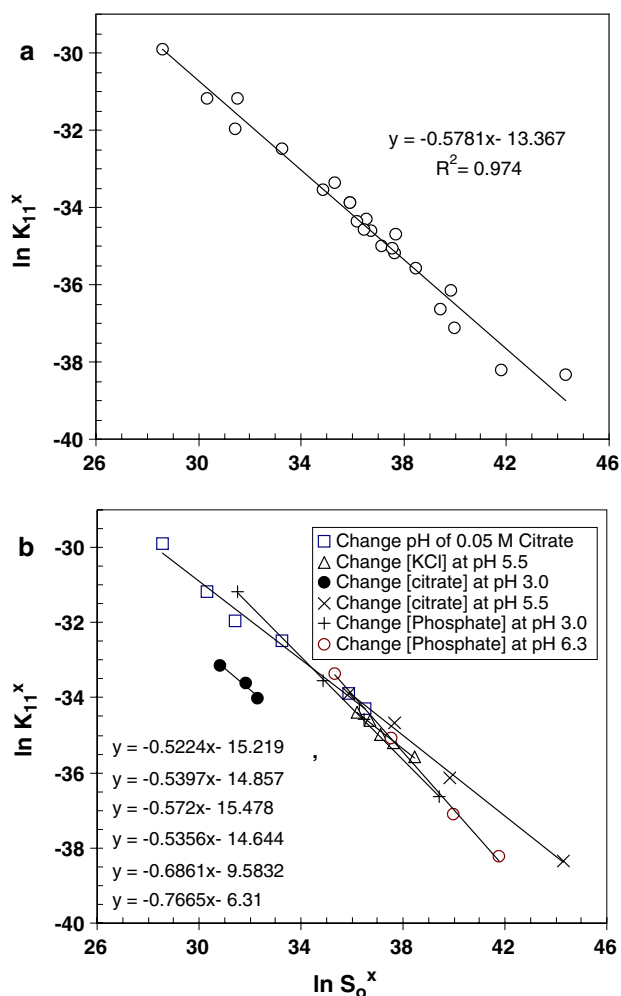 a
-30
-32
-34
-36
-38
-40
ln K₁₁ˣ
y = -0.5781x- 13.367
R²= 0.974
26 30 34 38 42 46
b
-30
-32
-34
-36
-38
-40
ln K₁₁ˣ
Change pH of 0.05 M Citrate
Change [KCl] at pH 5.5
Change [citrate] at pH 3.0
Change [citrate] at pH 5.5
Change [Phosphate] at pH 3.0
Change [Phosphate] at pH 6.3
y = -0.5224x- 15.219 ,
y = -0.5397x- 14.857
y = -0.572x- 15.478
y = -0.5356x- 14.644
y = -0.6861x- 9.5832
y = -0.7665x- 6.31
26 30 34 38 42 46
ln Sₒˣ